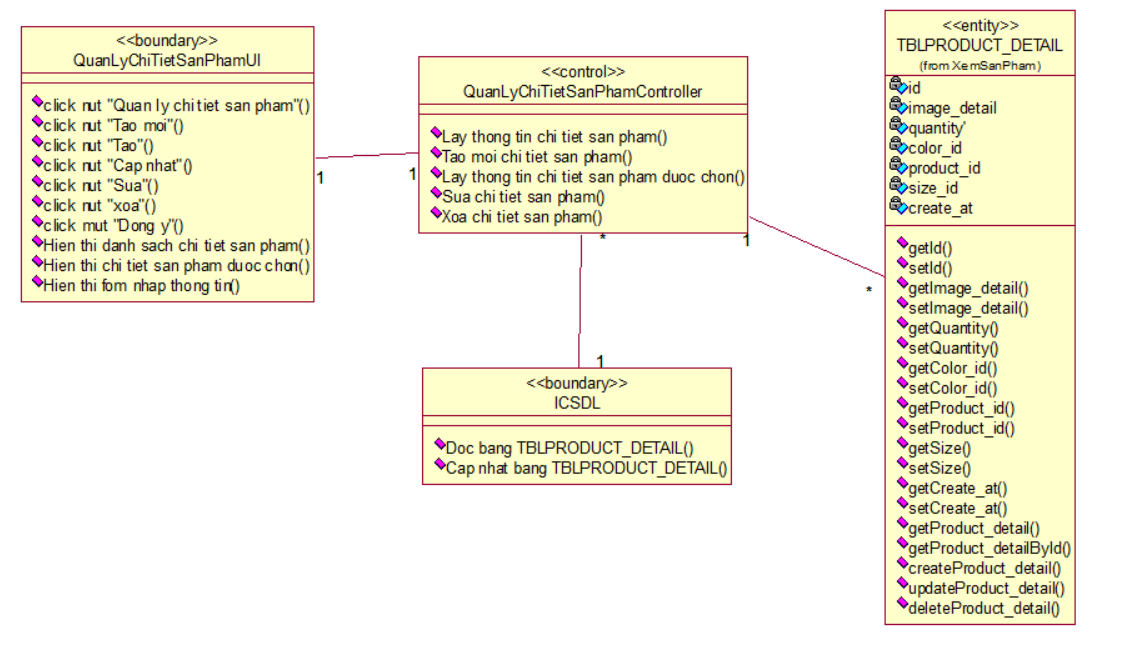 <<boundary>>
QuanLyChiTietSanPhamUI
click nut "Quan ly chi tiet san pham"()
click nut "Tao moi"()
click nut "Tao"()
click nut "Cap nhat"()
click nut "Sua"()
click nut "xoa"()
click mut "Dong y"()
Hien thi danh sach chi tiet san pham()
Hien thi chi tiet san pham duoc chon()
Hien thi fom nhap thong tin()
1
1
<<control>>
QuanLyChiTietSanPhamController
Lay thong tin chi tiet san pham()
Tao moi chi tiet san pham()
Lay thong tin chi tiet san pham duoc chon()
Sua chi tiet san pham()
Xoa chi tiet san pham()
*
1
1
*
<<boundary>>
ICSDL
Doc bang TBLPRODUCT_DETAIL()
Cap nhat bang TBLPRODUCT_DETAIL()
<<entity>>
TBLPRODUCT_DETAIL
(from XemSanPham)
id
image_detail
quantity'
color_id
product_id
size_id
create_at
getId()
setId()
getImage_detail()
setImage_detail()
getQuantity()
setQuantity()
getColor_id()
setColor_id()
getProduct_id()
setProduct_id()
getSize()
setSize()
getCreate_at()
setCreate_at()
getProduct_detail()
getProduct_detailById()
createProduct_detail()
updateProduct_detail()
deleteProduct_detail()